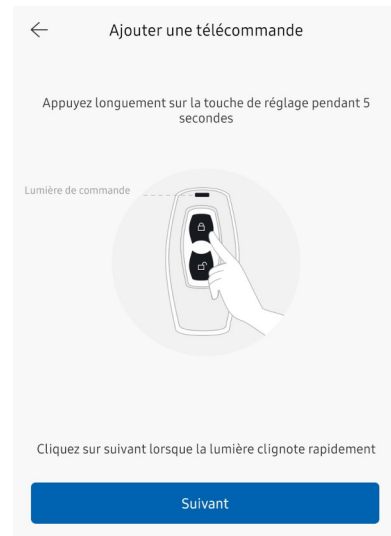 Ajouter une télécommande
Appuyez longuement sur la touche de réglage pendant 5
secondes
Lumière de commande
Cliquez sur suivant lorsque la lumière clignote rapidement
Suivant